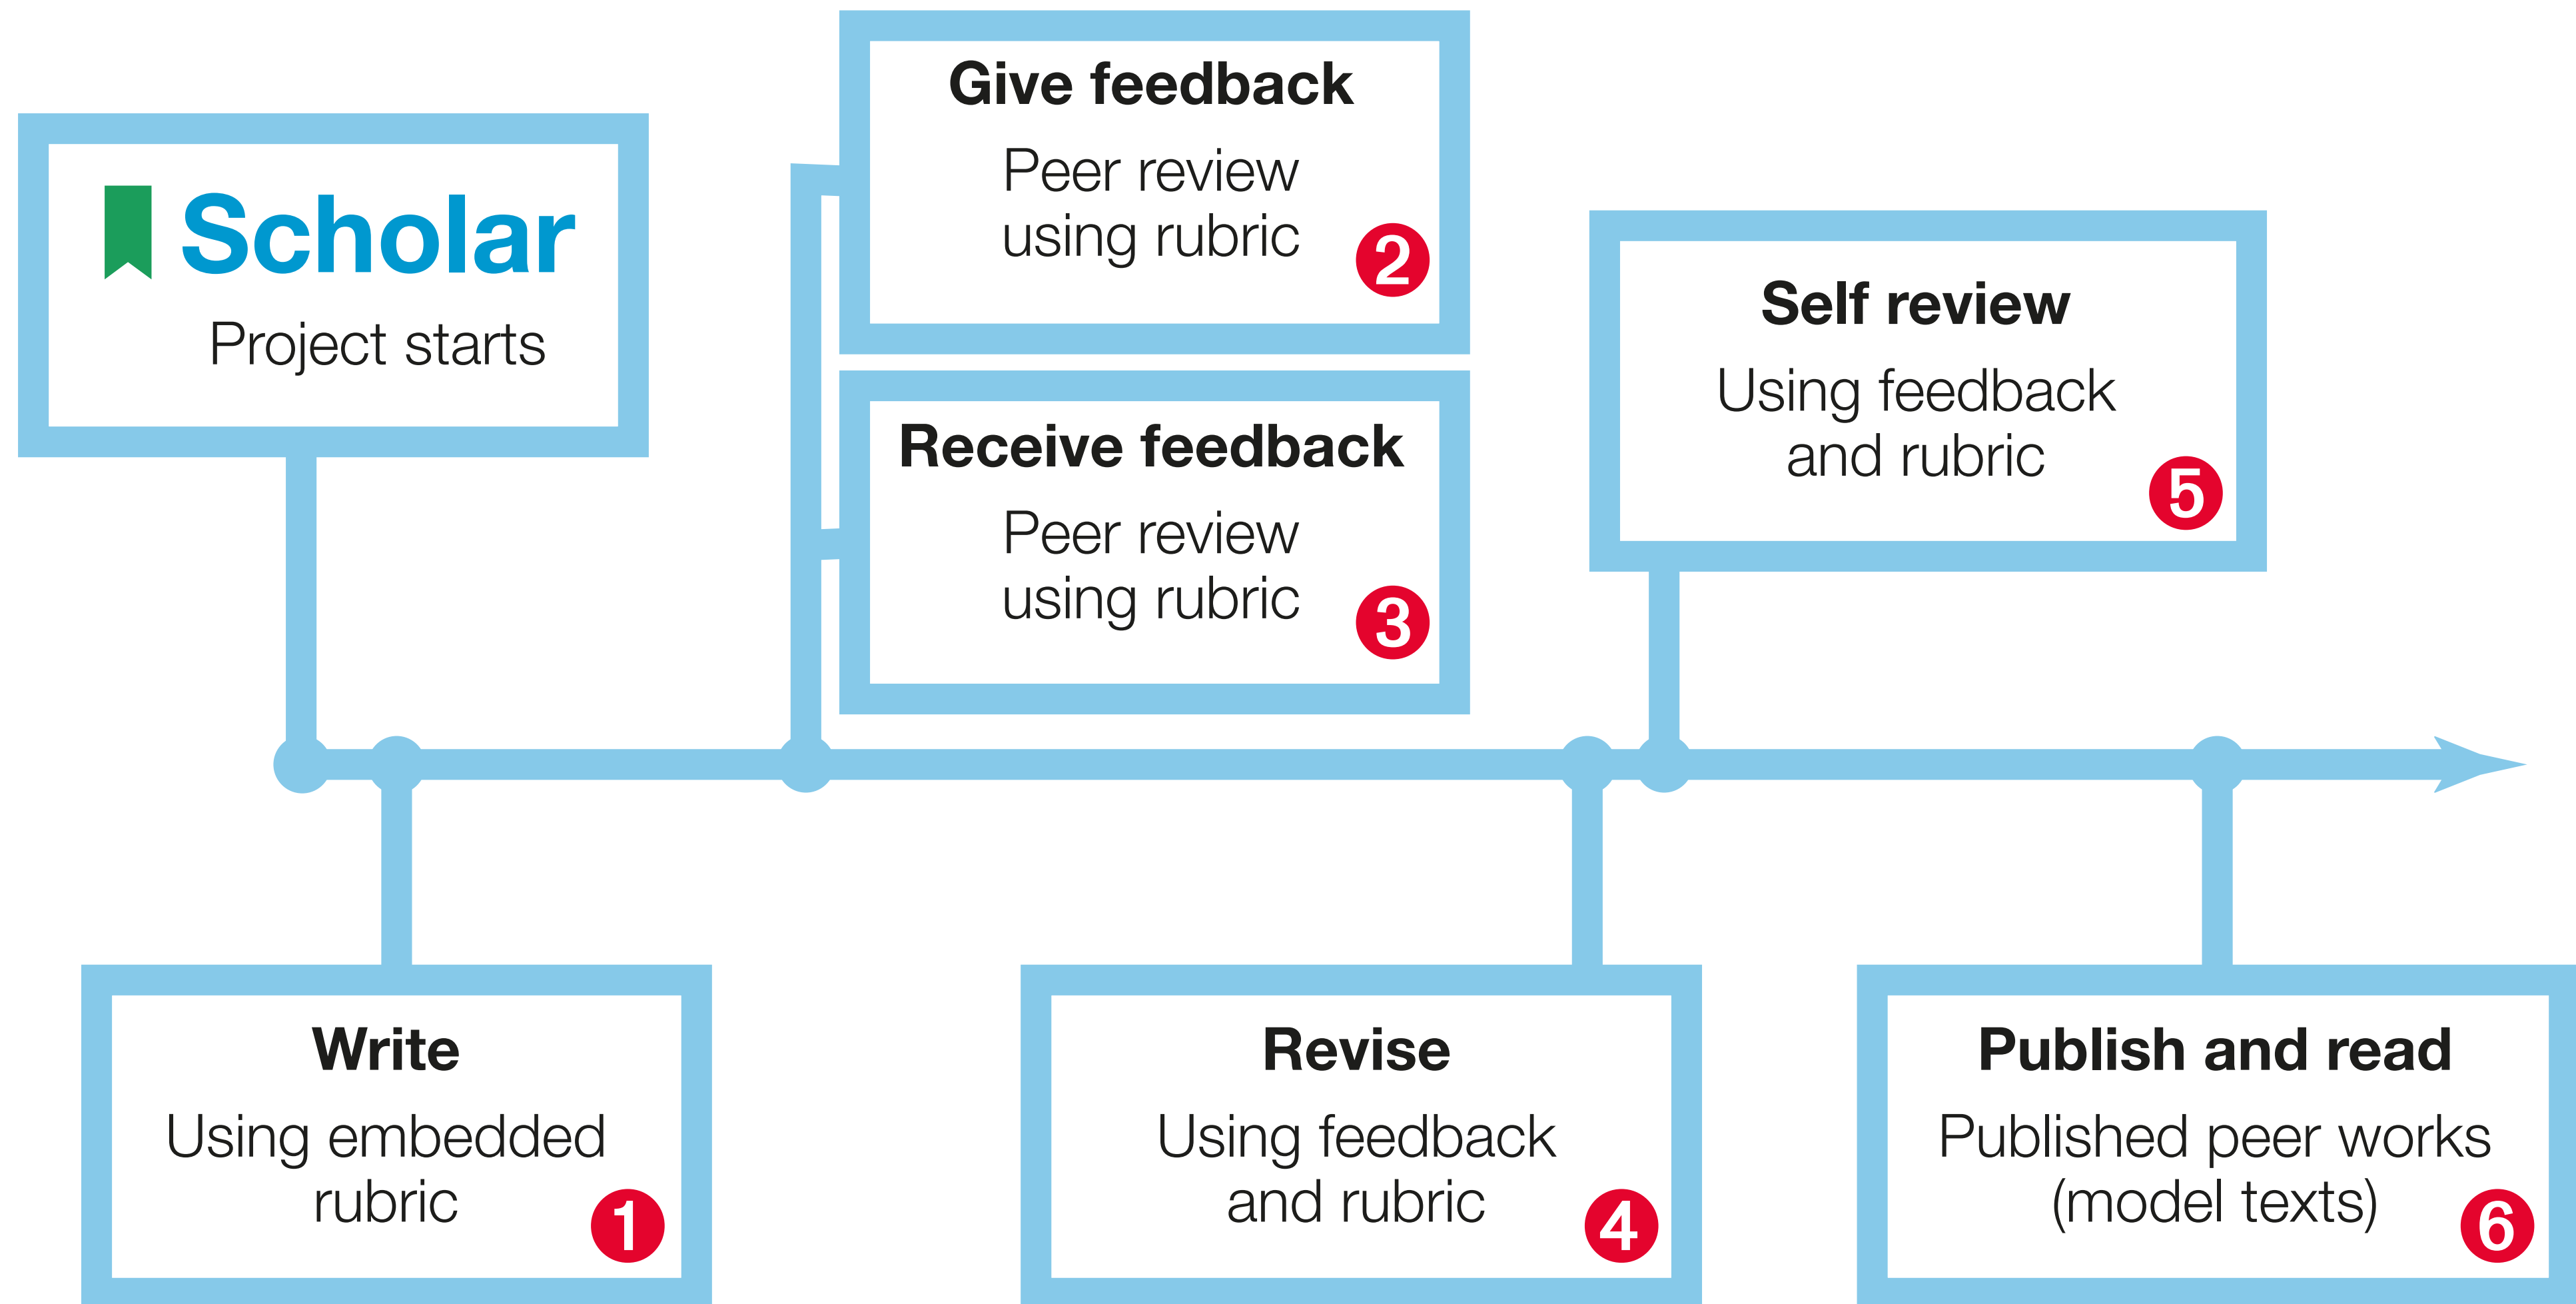 Scholar
Project starts
Give feedback
Peer review
using rubric
2
Receive feedback
Peer review
using rubric
3
Self review
Using feedback
and rubric
5
Write
Using embedded
rubric
1
Revise
Using feedback
and rubric
4
Publish and read
Published peer works
(model texts)
6